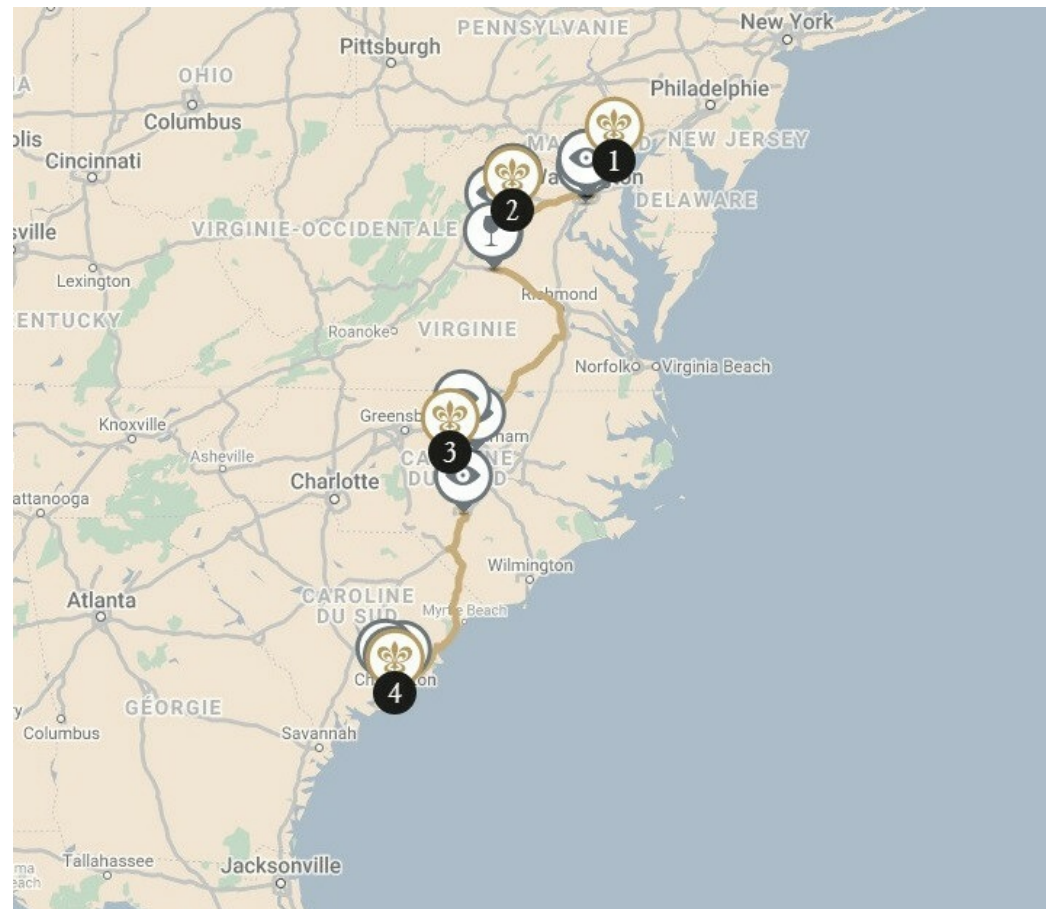 New York
PENNSYLVANIE
Pittsburgh
OHIO
Philadelphie
Columbus
NEW JERSEY
Cincinnati
1
DELAWARE
2
VIRGINIE-OCCIDENTALE
Lexington
Richmond
Roanoke
VIRGINIE
Norfolk
Virginia Beach
Knoxville
3
Asheville
Charlotte
Wilmington
CAROLINE
DU SUD
Myrtle Beach
Atlanta
4
GÉORGIE
Columbus
Savannah
Tallahassee
Jacksonville